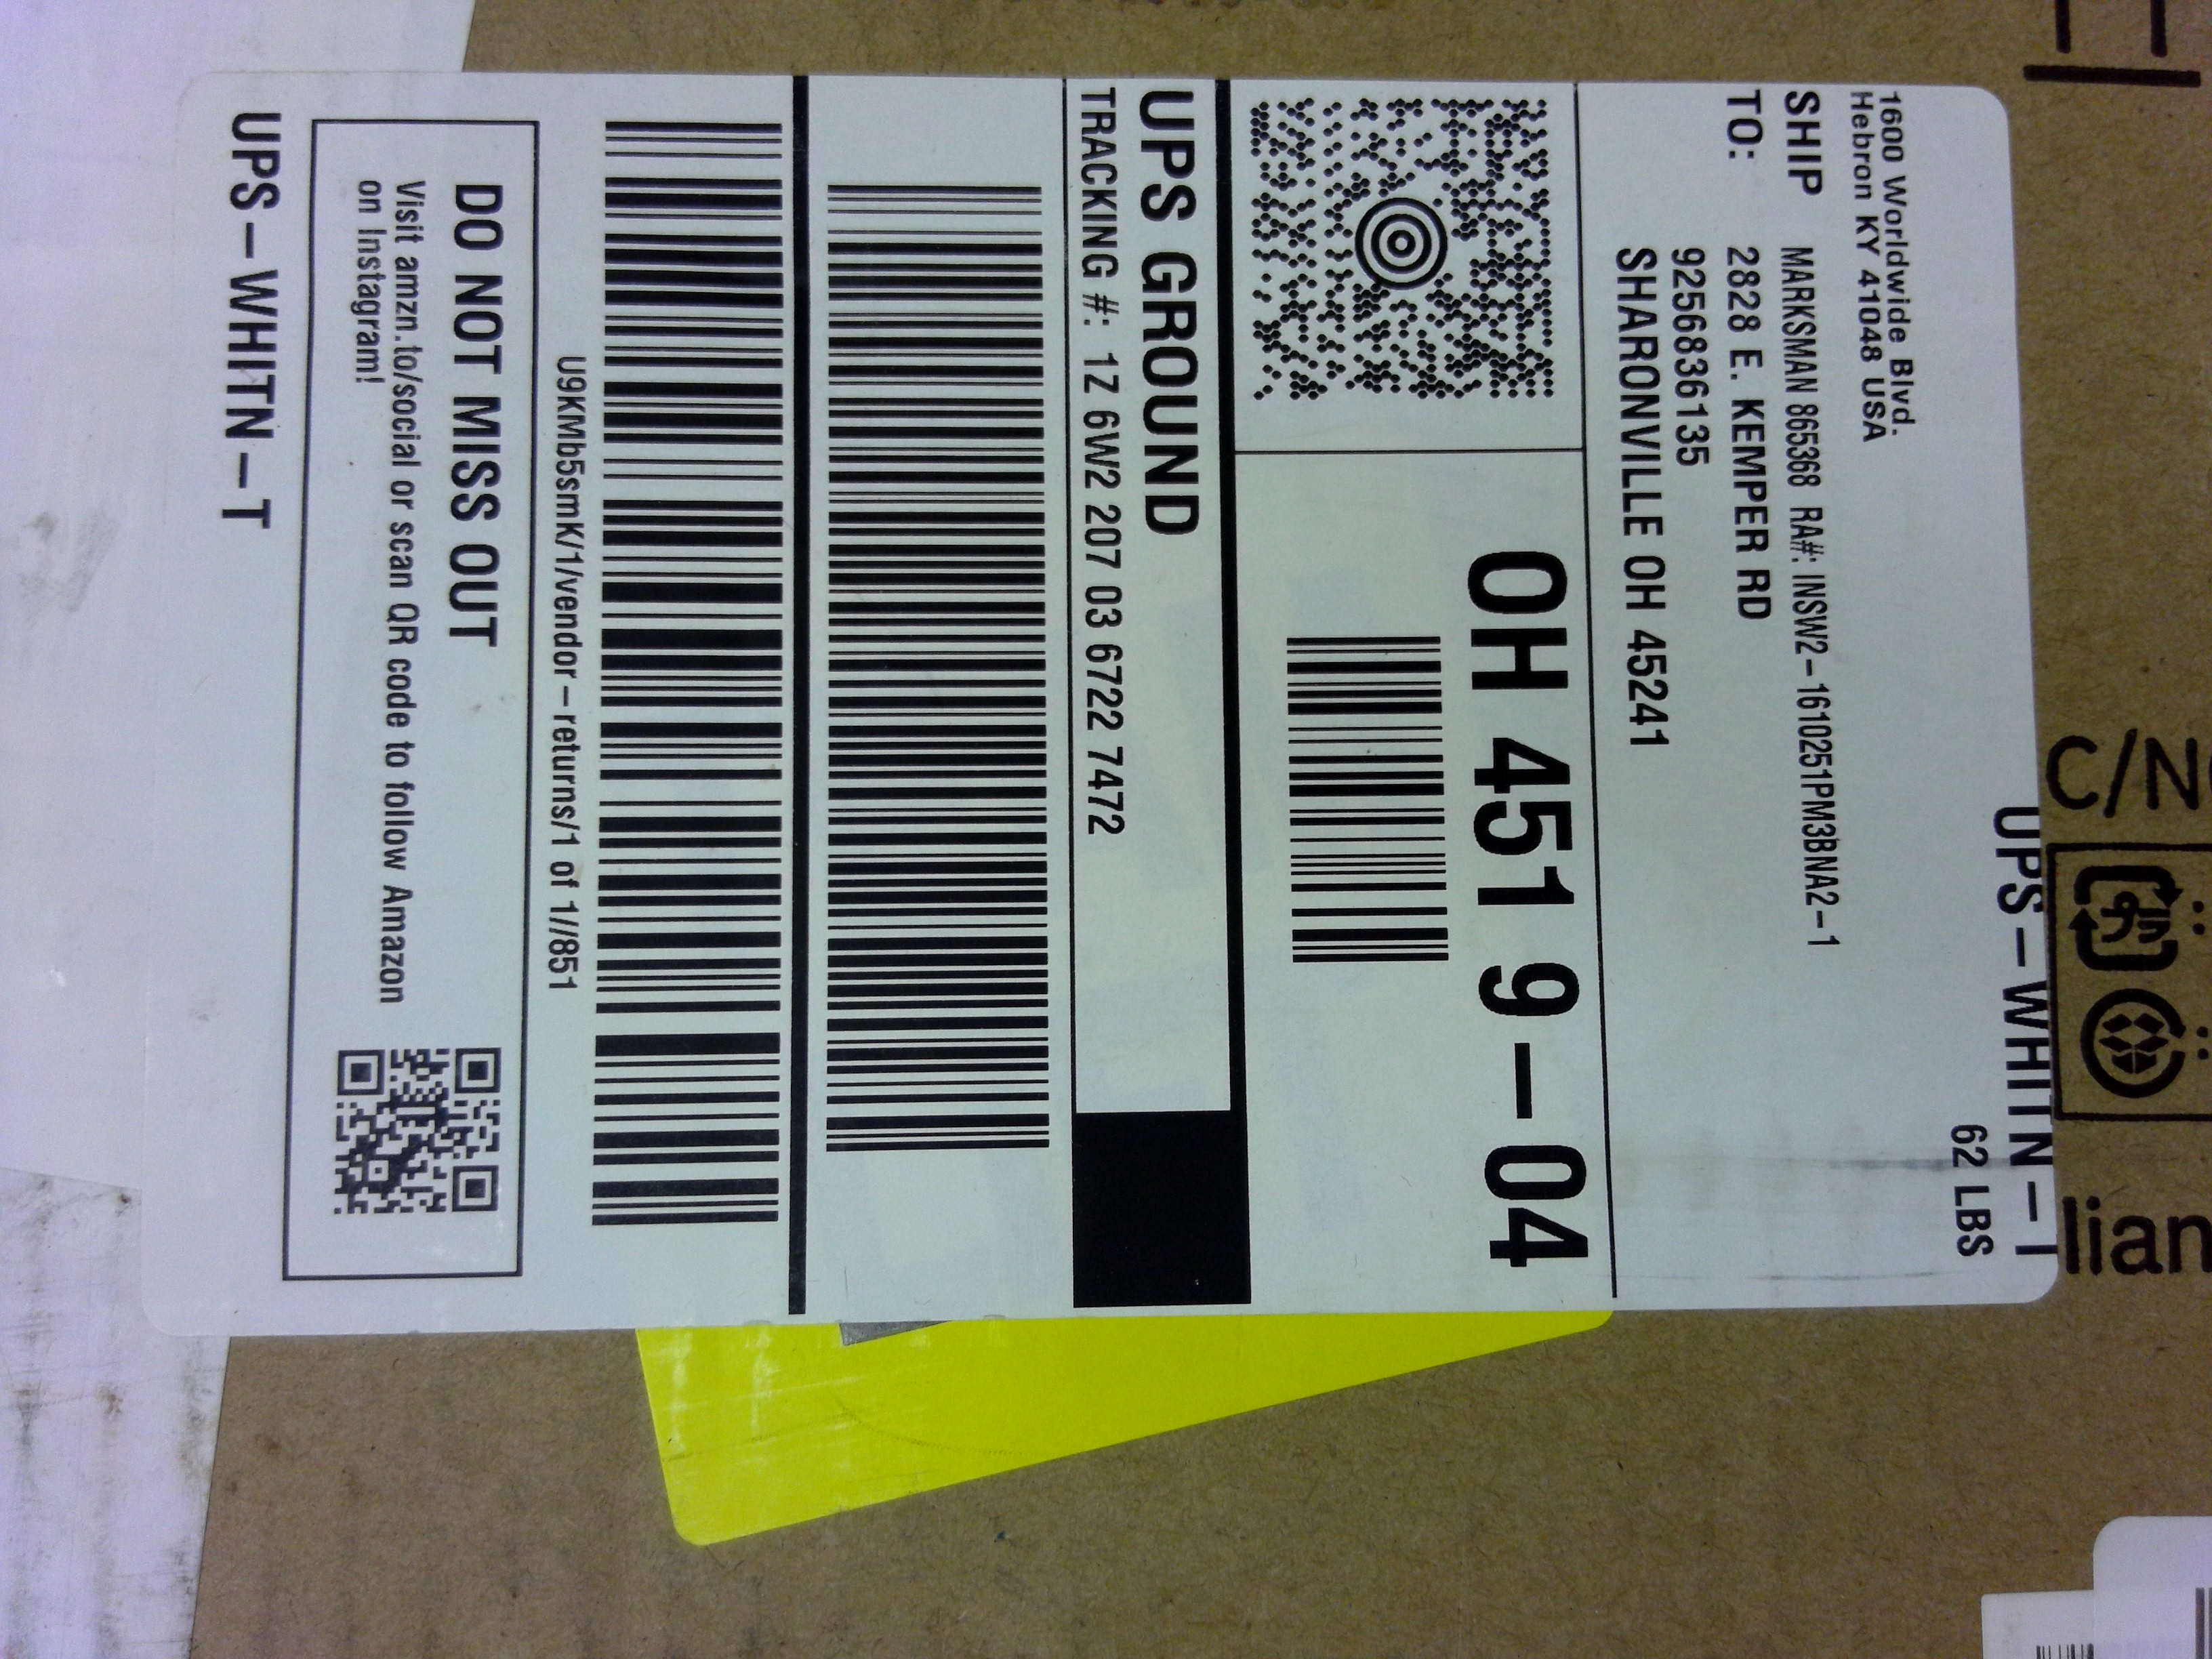 UPS-WHITN-T
62 LBS
1600 Worldwide Blvd.
Hebron KY 41048 USA
SHIP MARKSMAN 865368 RA#: INSW2-1610251PM3BNA2-1
TO: 2828 E. KEMPER RD
9256836135
SHARONVILLE OH 45241
OH 451 9-04
UPS GROUND
TRACKING #: 1Z 6W2 207 03 6722 7472
U9KMb5smK/1/vendor-returns/1 of 1//851
DO NOT MISS OUT
Visit amzn.to/social or scan QR code to follow Amazon
on Instagram!
UPS-WHITN-T
C/N
lian